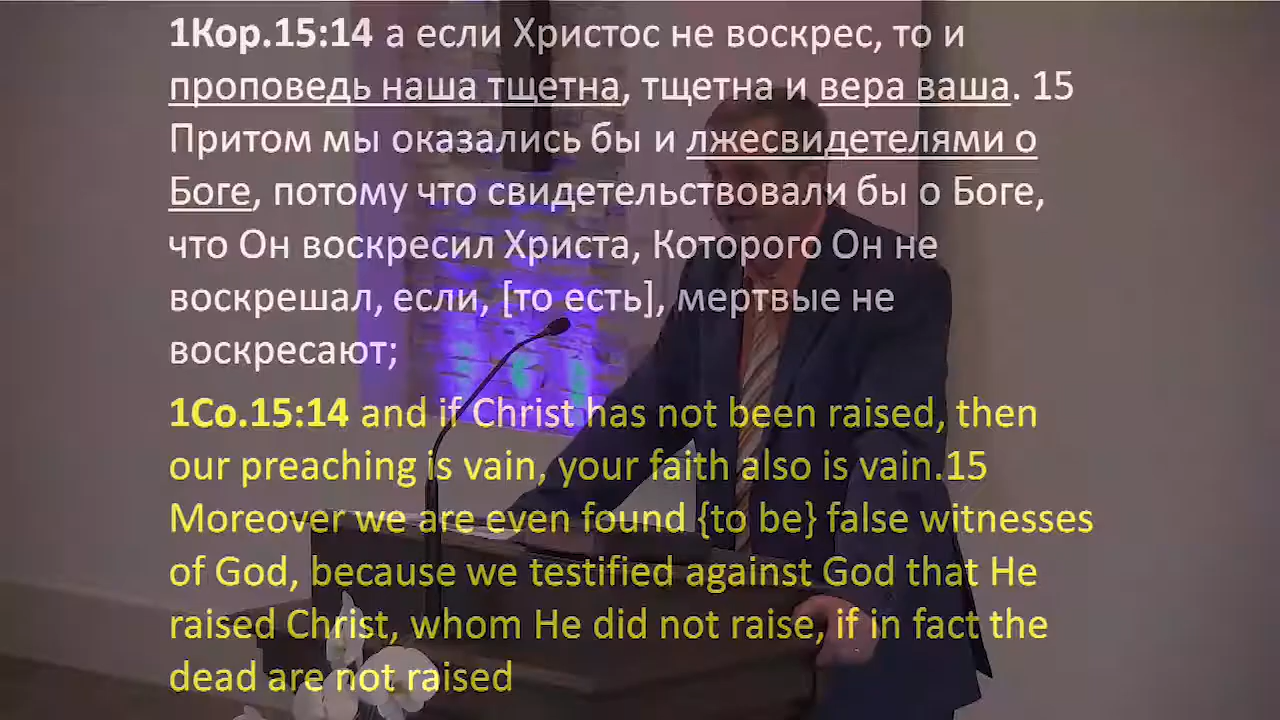 1Кор.15:14 а если Христос не воскрес, то и
проповедь наша тщетна, тщетна и вера ваша. 15
Притом мы оказались бы и лжесвидетелями о
Боге, потому что свидетельствовали бы о Боге,
что Он воскресил Христа, Которого Он не
воскрешал, если, [то есть], мертвые не
воскресают;
1Co.15:14 and if Christ has not been raised, then
our preaching is vain, your faith also is vain.15
Moreover we are even found {to be} false witnesses
of God, because we testified against God that He
raised Christ, whom He did not raise, if in fact the
dead are not raised